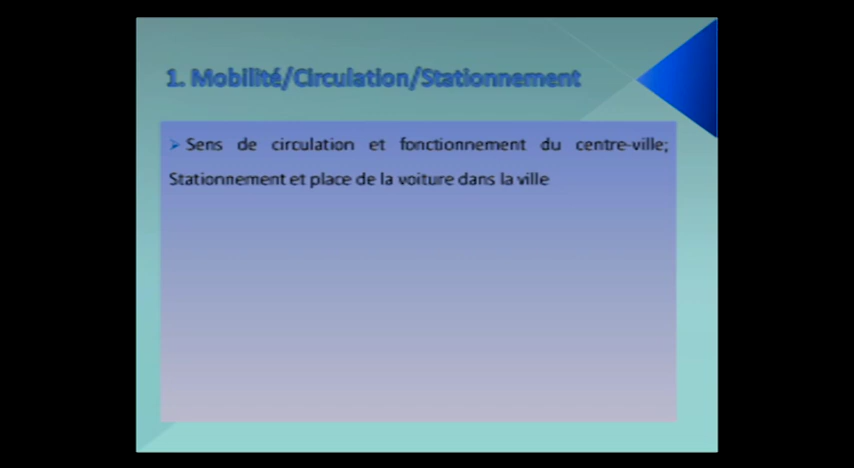 1. Mobilité/Circulation/Stationnement
➢ Sens de circulation et fonctionnement du centre-ville;
Stationnement et place de la voiture dans la ville